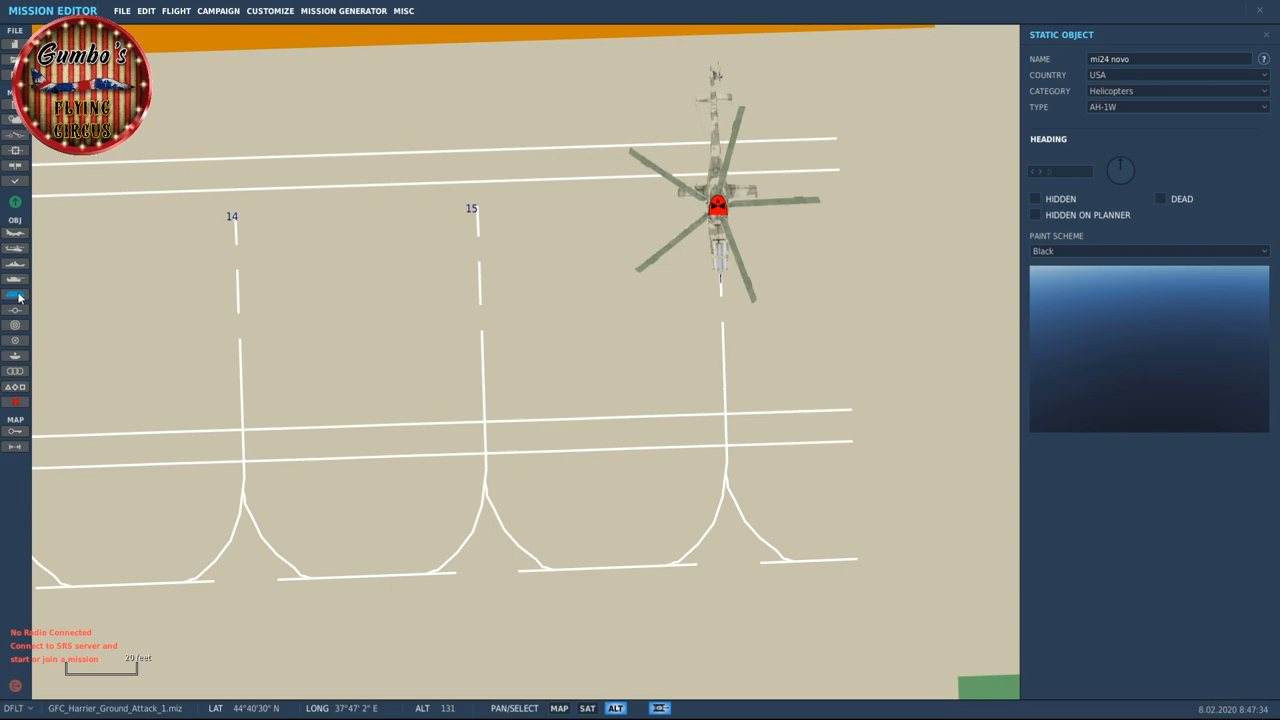 MISSION EDITOR
FILE EDIT FLIGHT CAMPAIGN CUSTOMIZE MISSION GENERATOR MISC
FILE
Gumbo's
FLYING
CIRCUS
OBJ
MAP
14
15
STATIC OBJECT
NAME mi24 novo ?
COUNTRY USA
CATEGORY Helicopters
TYPE AH-1W
HEADING
< > 0
HIDDEN DEAD
HIDDEN ON PLANNER
PAINT SCHEME
Black
No Radio Connected
Connect to SRS server and
start or join a mission
20 feet
DFLT GFC_Harrier_Ground_Attack_1.miz LAT 44°40'30" N LONG 37°47' 2" E ALT 131 PAN/SELECT MAP SAT ALT 8.02.2020 8:47:34